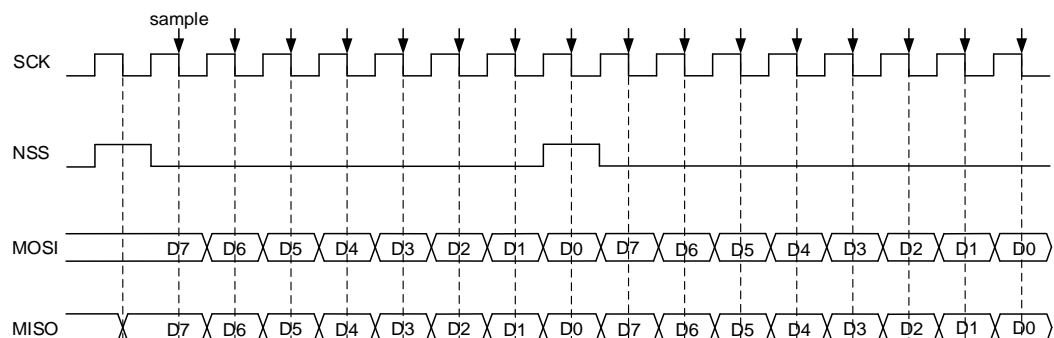 sample
SCK
NSS
MOSI D7 D6 D5 D4 D3 D2 D1 D0 D7 D6 D5 D4 D3 D2 D1 D0
MISO D7 D6 D5 D4 D3 D2 D1 D0 D7 D6 D5 D4 D3 D2 D1 D0